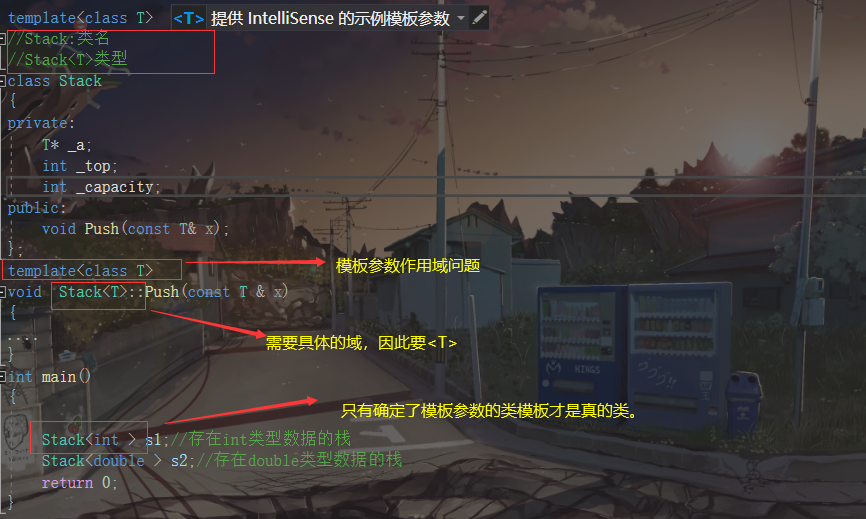 template<class T> <T> 提供 IntelliSense 的示例模板参数
//Stack:类名
//Stack<T>类型
class Stack
{
private:
T* _a;
int _top;
int _capacity;
public:
void Push(const T& x);
};
template<class T> 模板参数作用域问题
void Stack<T>::Push(const T & x)
{
....
需要具体的域，因此要<T>
}
int main()
{
只有确定了模板参数的类模板才是真的类。
Stack<int > s1;//存在int类型数据的栈
Stack<double > s2;//存在double类型数据的栈
return 0;
}
KINGS